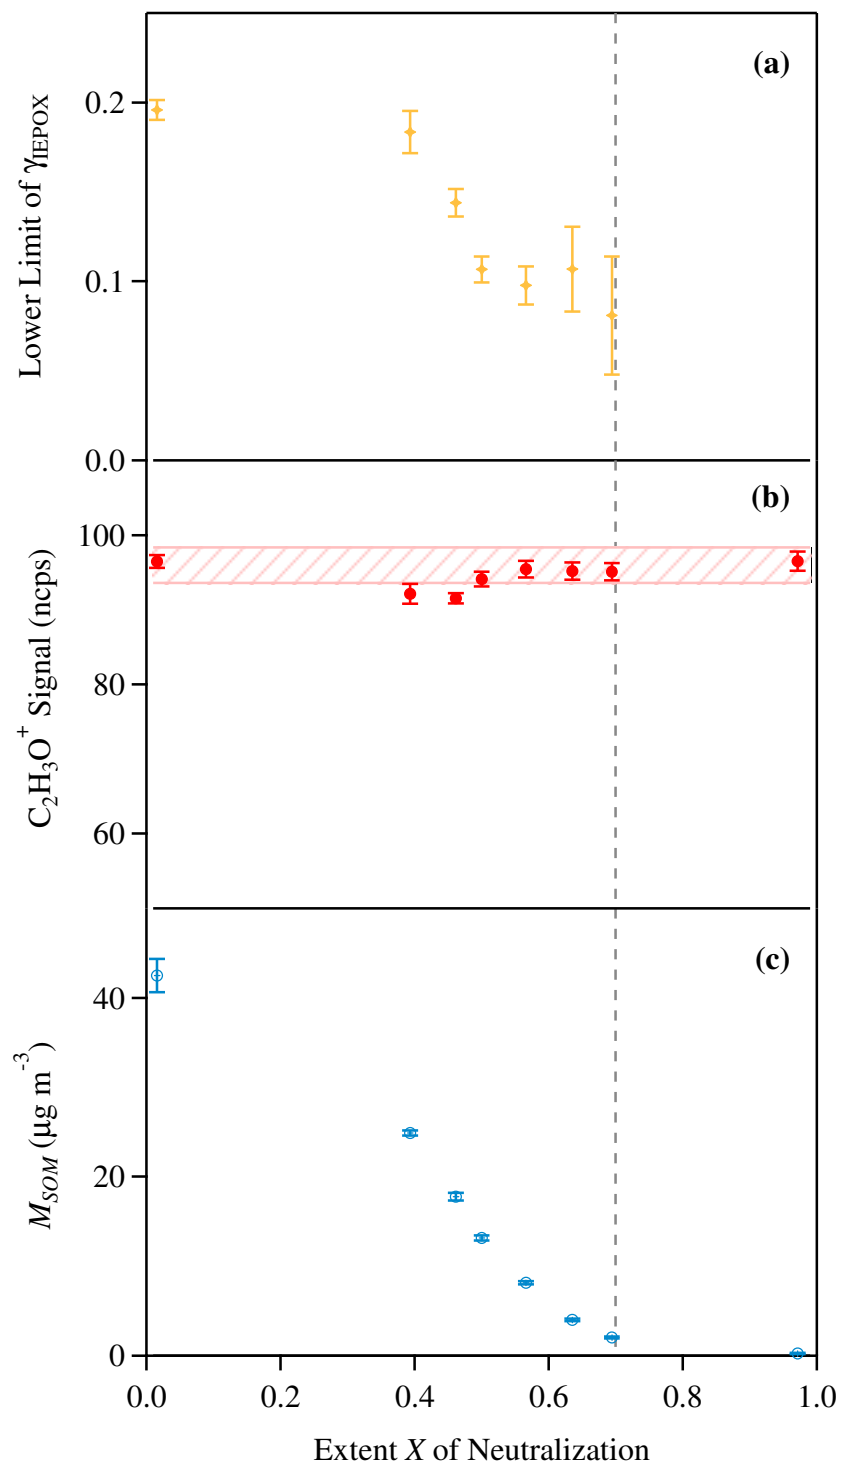 (a)
Lower Limit of γIEPOX
0.2
0.1
0.0
(b)
C2H3O+ Signal (ncps)
100
80
60
(c)
MSOM (μg m-3)
40
20
0
0.0 0.2 0.4 0.6 0.8 1.0
Extent X of Neutralization